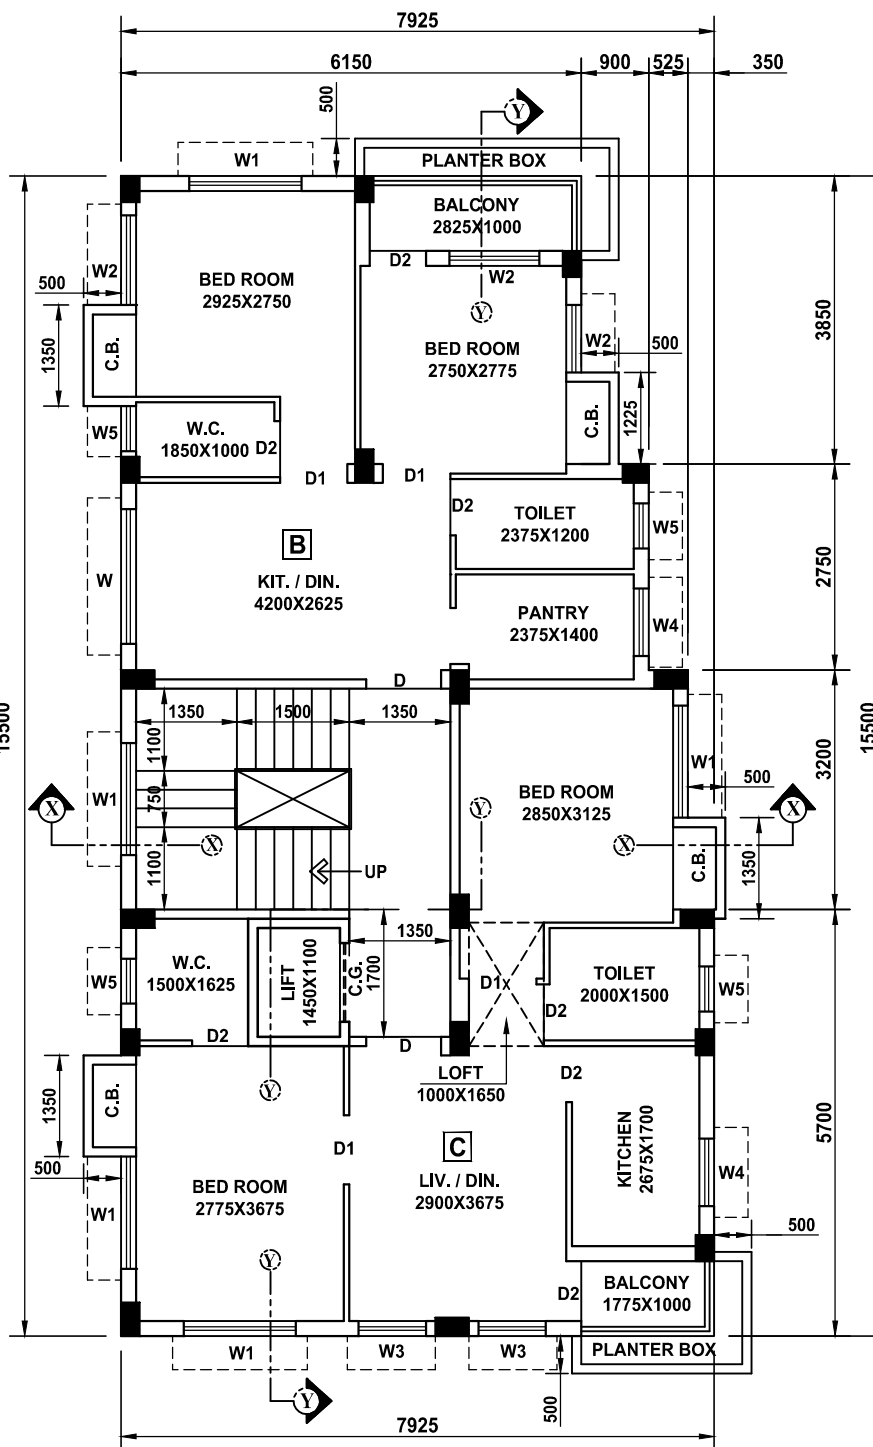 7925
6150
900
525
350
500
Y
W1
PLANTER BOX
BALCONY
2825X1000
D2
W2
500
W2
BED ROOM
2925X2750
Y
BED ROOM
2750X2775
W2
500
3850
1350
C.B.
C.B.
1225
W5
W.C.
1850X1000
D2
D1
D1
D2
TOILET
2375X1200
W5
B
W
KIT. / DIN.
4200X2625
PANTRY
2375X1400
W4
2750
D
15500
15500
1350
1500
1350
1100
750
1100
W1
X
X
UP
Y
BED ROOM
2850X3125
W1
500
X
X
C.B.
1350
3200
1350
W5
W.C.
1500X1625
D2
LIFT
1450X1100
C.G.
1700
D1
TOILET
2000X1500
D2
W5
D
LOFT
1000X1650
D2
1350
C.B.
Y
500
W1
D1
C
BED ROOM
2775X3675
LIV. / DIN.
2900X3675
KITCHEN
2675X1700
W4
5700
500
Y
D2
BALCONY
1775X1000
W1
W3
W3
PLANTER BOX
500
Y
7925